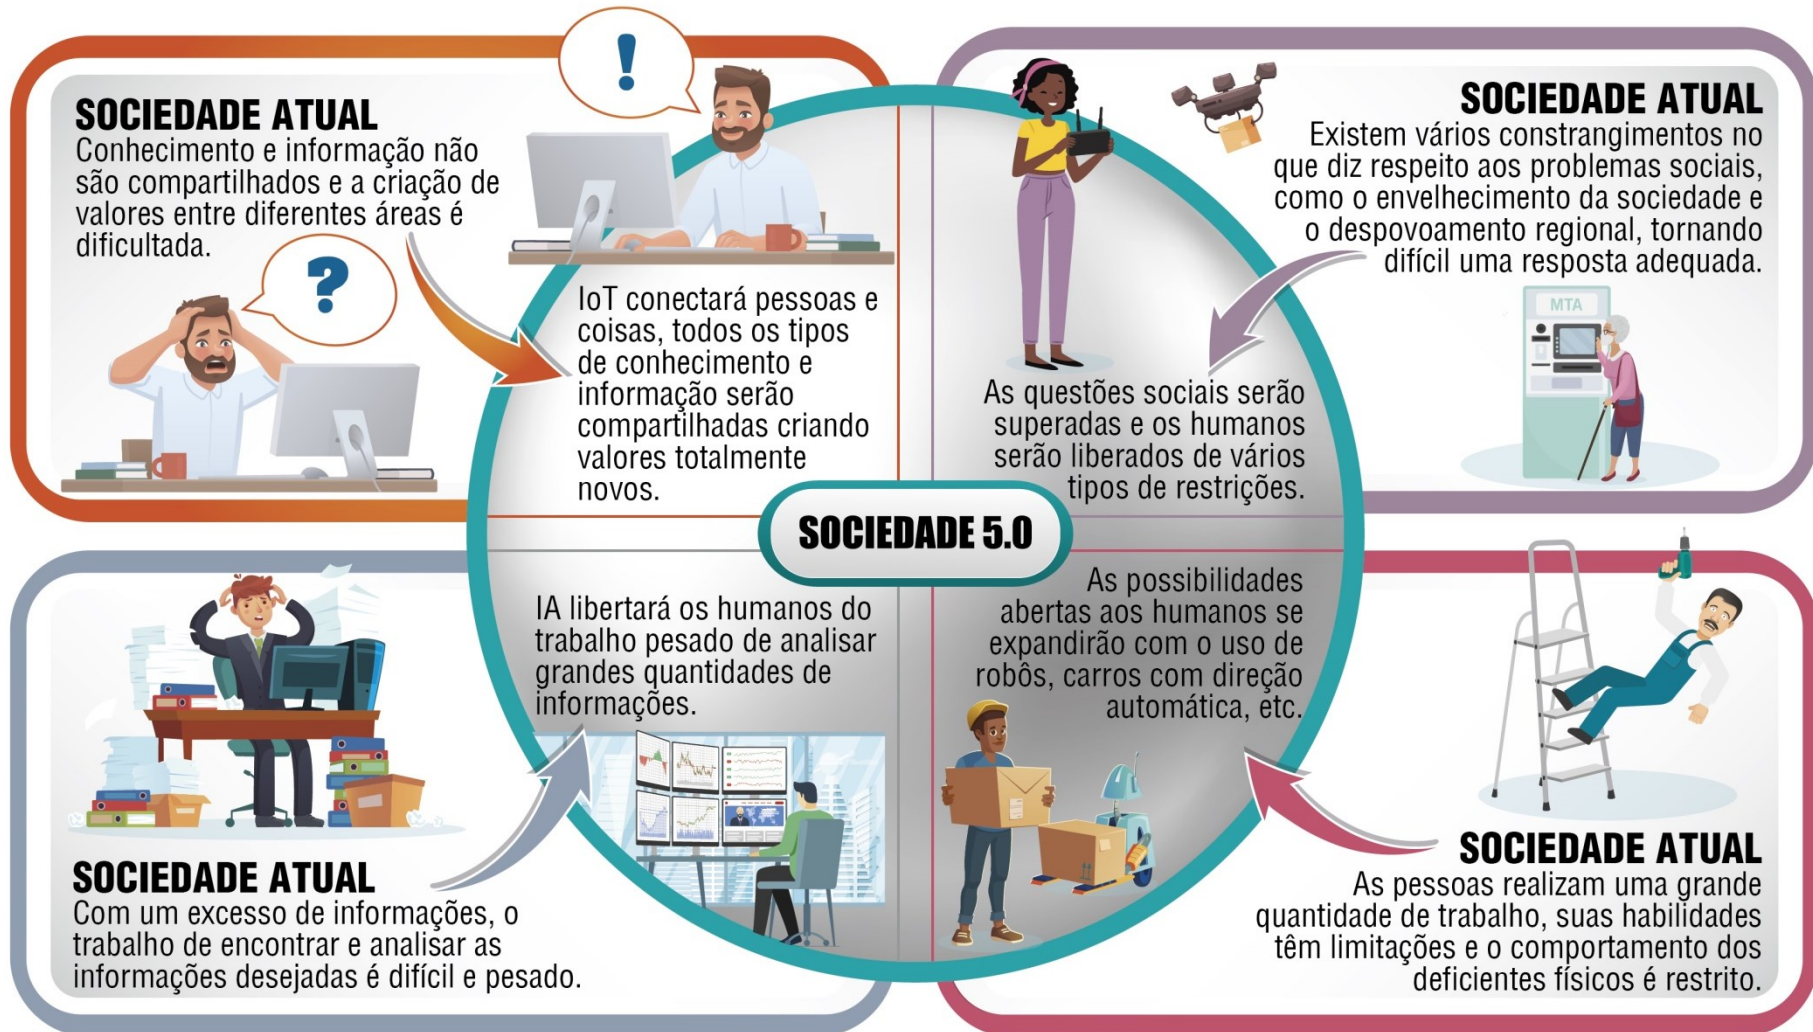 SOCIEDADE ATUAL
Conhecimento e informação não
são compartilhados e a criação de
valores entre diferentes áreas é
dificultada.
?
!
IoT conectará pessoas e
coisas, todos os tipos
de conhecimento e
informação serão
compartilhadas criando
valores totalmente
novos.
SOCIEDADE ATUAL
Existem vários constrangimentos no
que diz respeito aos problemas sociais,
como o envelhecimento da sociedade e
o despovoamento regional, tornando
difícil uma resposta adequada.
MTA
As questões sociais serão
superadas e os humanos
serão liberados de vários
tipos de restrições.
SOCIEDADE 5.0
IA libertará os humanos do
trabalho pesado de analisar
grandes quantidades de
informações.
SOCIEDADE ATUAL
Com um excesso de informações, o
trabalho de encontrar e analisar as
informações desejadas é difícil e pesado.
As possibilidades
abertas aos humanos se
expandirão com o uso de
robôs, carros com direção
automática, etc.
SOCIEDADE ATUAL
As pessoas realizam uma grande
quantidade de trabalho, suas habilidades
têm limitações e o comportamento dos
deficientes físicos é restrito.